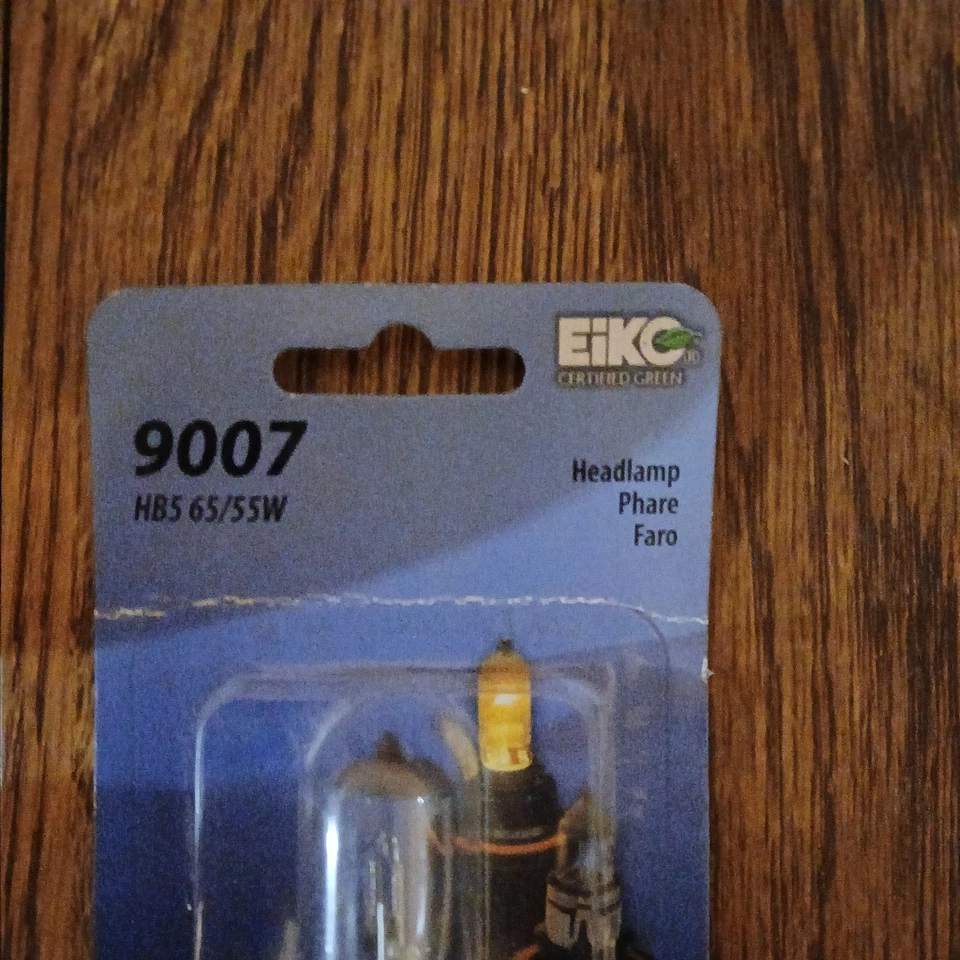 EiKO
CERTIFIED GREEN
9007
HB5 65/55W
Headlamp
Phare
Faro